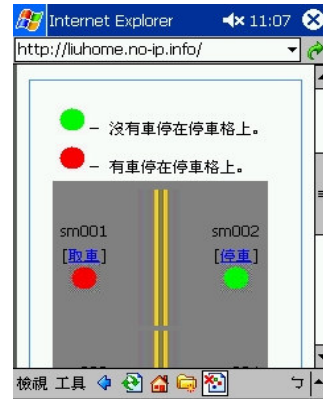 Internet Explorer 11:07
http://liuhome.no-ip.info/
– 沒有車停在停車格上。
– 有車停在停車格上。
sm001 sm002
[取車] [停車]
檢視 工具 ㄅ